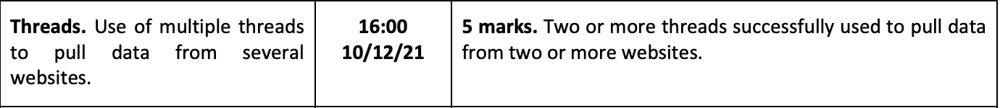 Threads. Use of multiple threads
to pull data from several
websites.
16:00
10/12/21
5 marks. Two or more threads successfully used to pull data
from two or more websites.